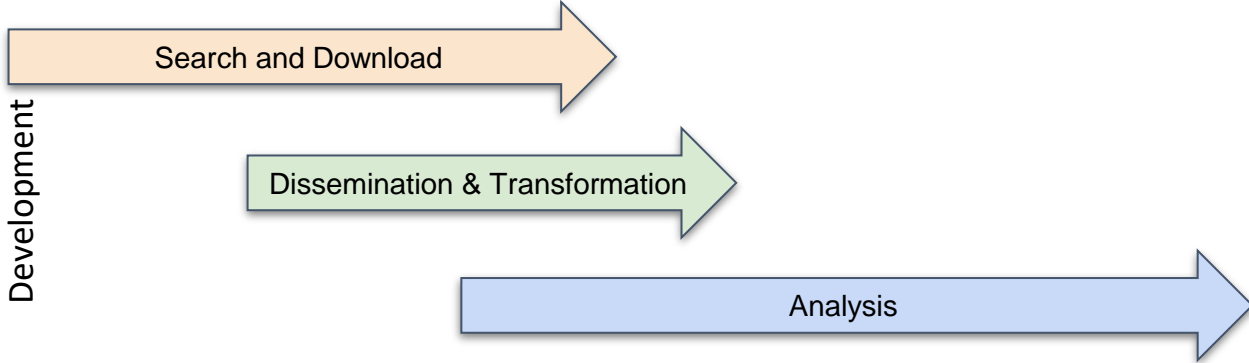 Search and Download
Development
Dissemination & Transformation
Analysis